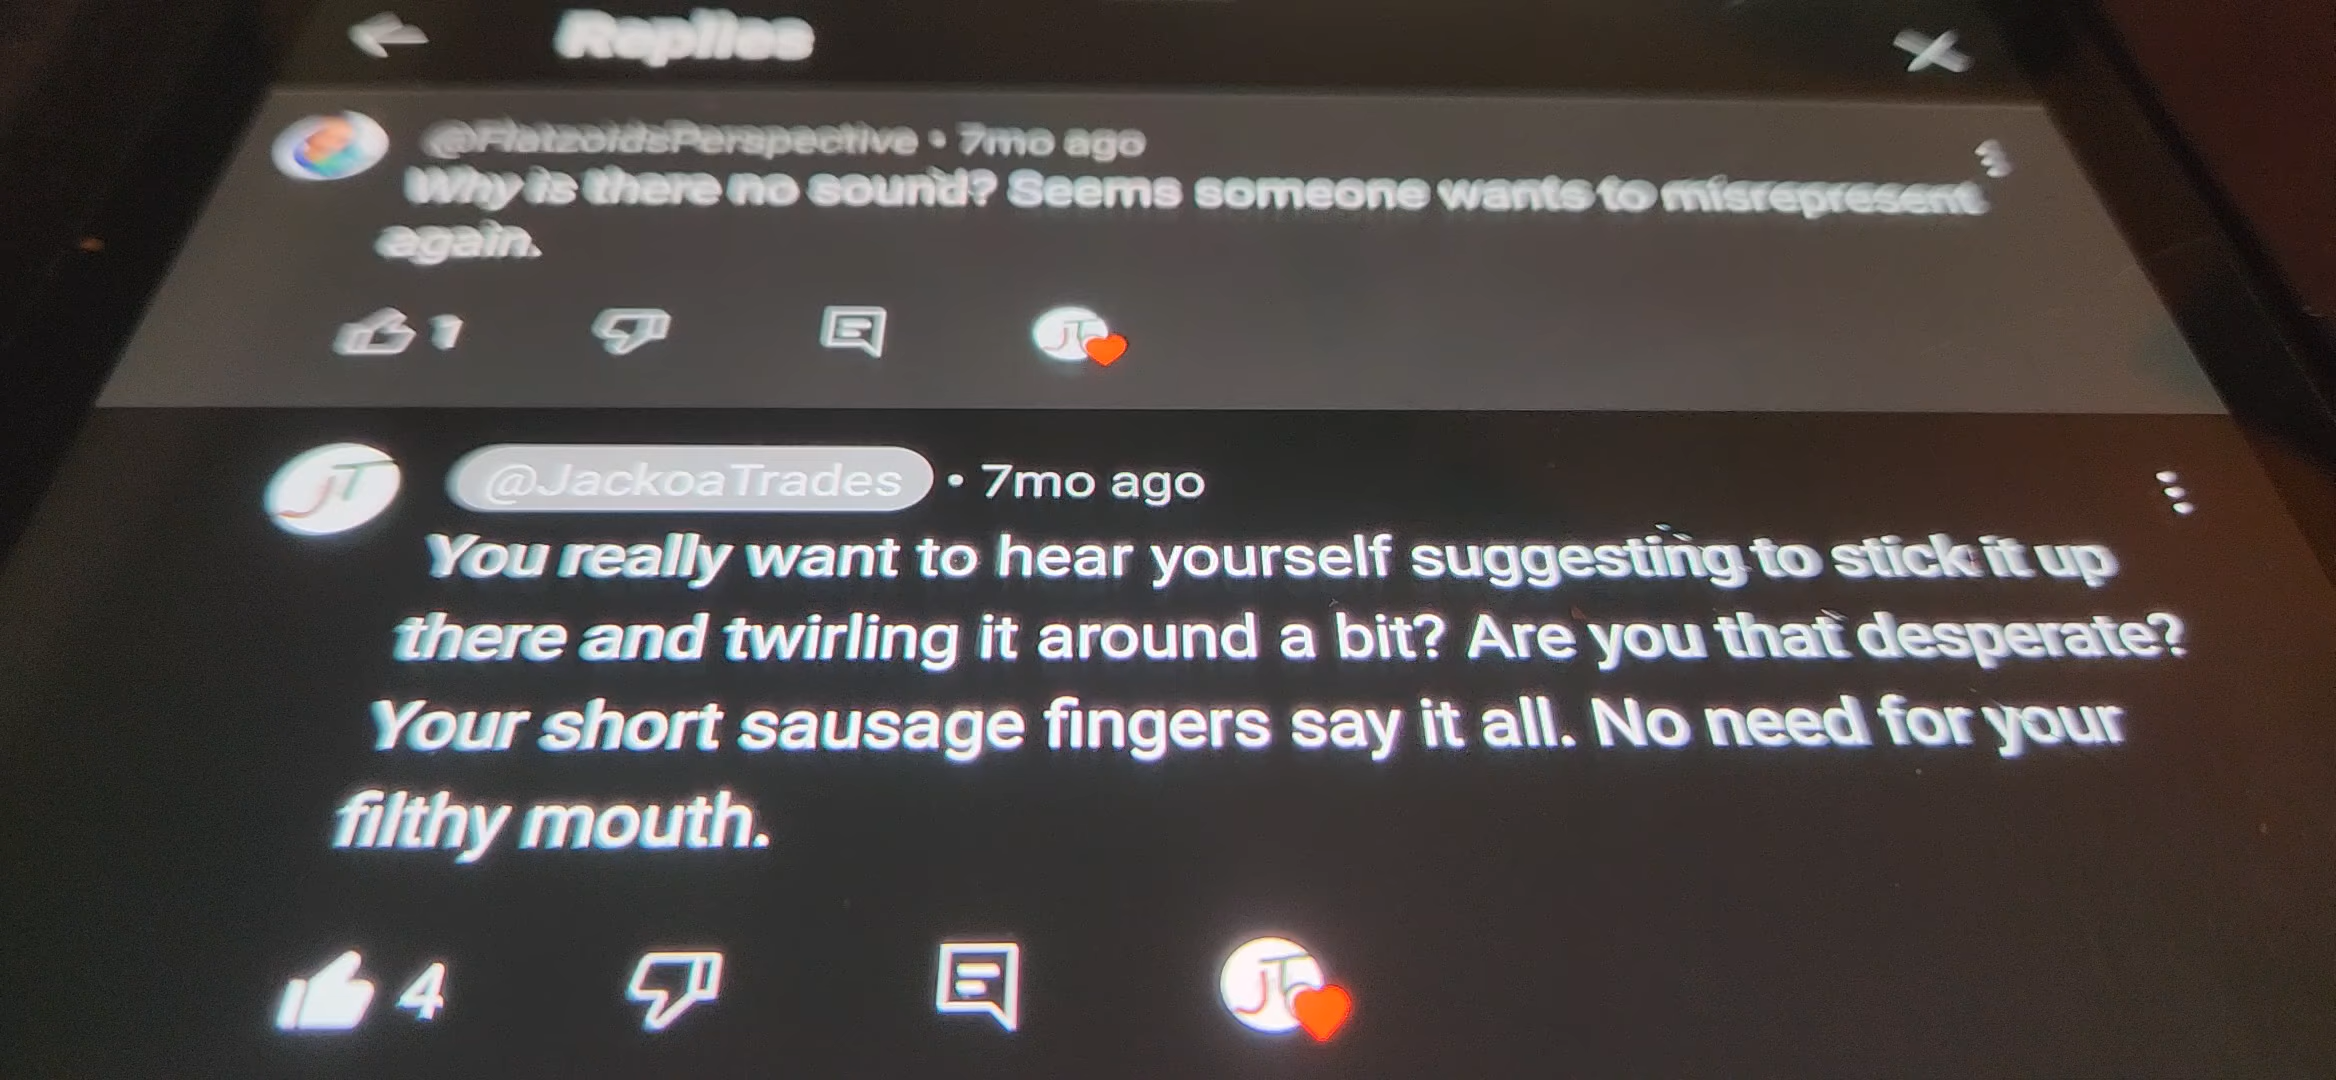 Replies
@FlatzoidsPerspective • 7mo ago
Why is there no sound? Seems someone wants to misrepresent
again.
1
JT
@JackoaTrades • 7mo ago
You really want to hear yourself suggesting to stick it up
there and twirling it around a bit? Are you that desperate?
Your short sausage fingers say it all. No need for your
filthy mouth.
4
JT